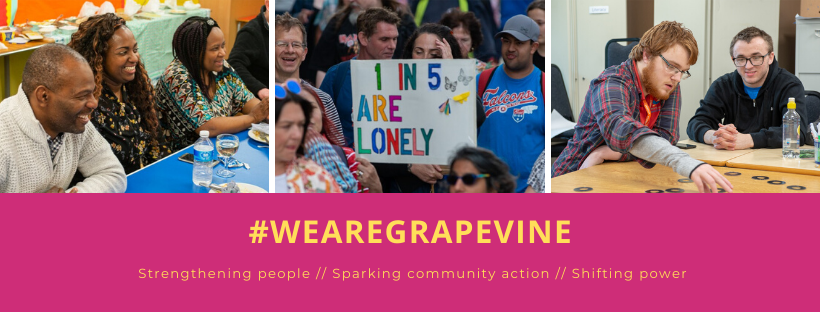 1 IN 5
ARE
LONELY
Falcons
#WEAREGRAPEVINE
Strengthening people // Sparking community action // Shifting power